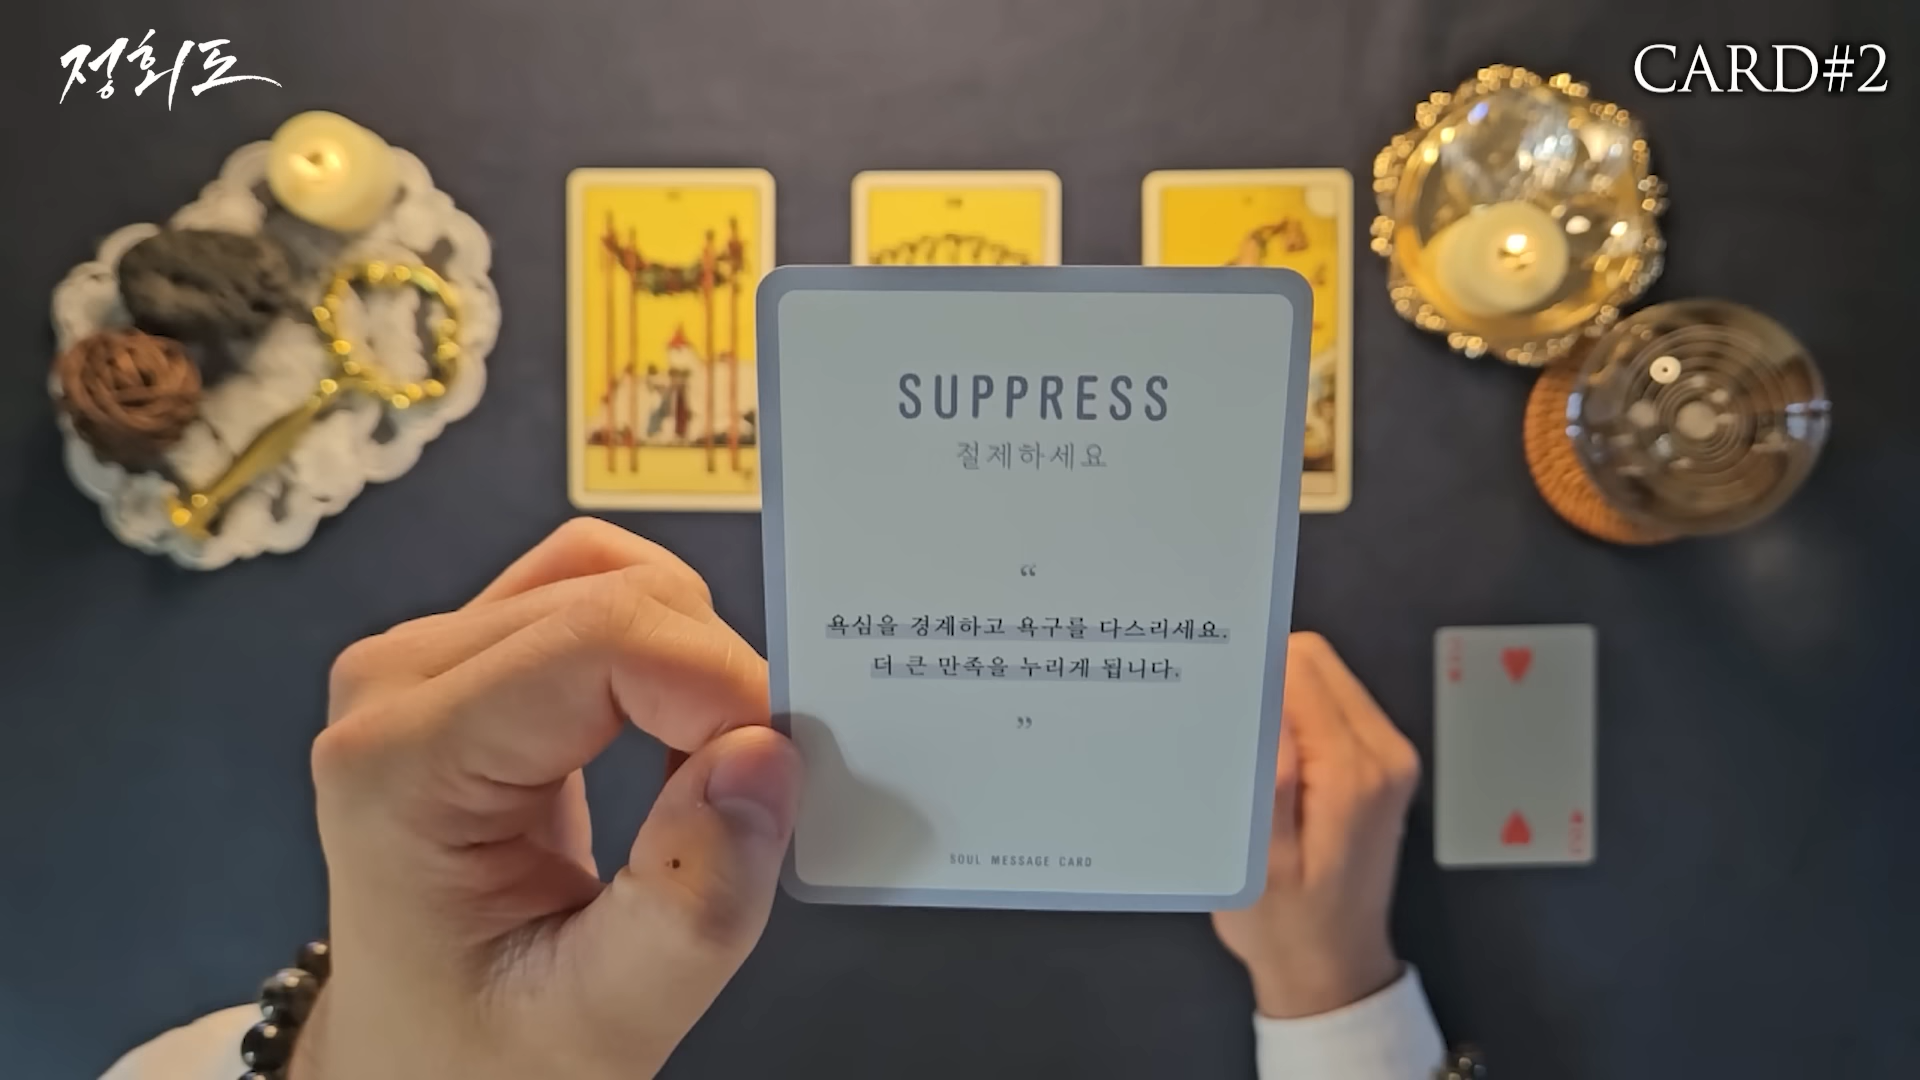 정회도
CARD#2
SUPPRESS
절제하세요
“
욕심을 경계하고 욕구를 다스리세요.
더 큰 만족을 누리게 됩니다.
”
SOUL MESSAGE CARD